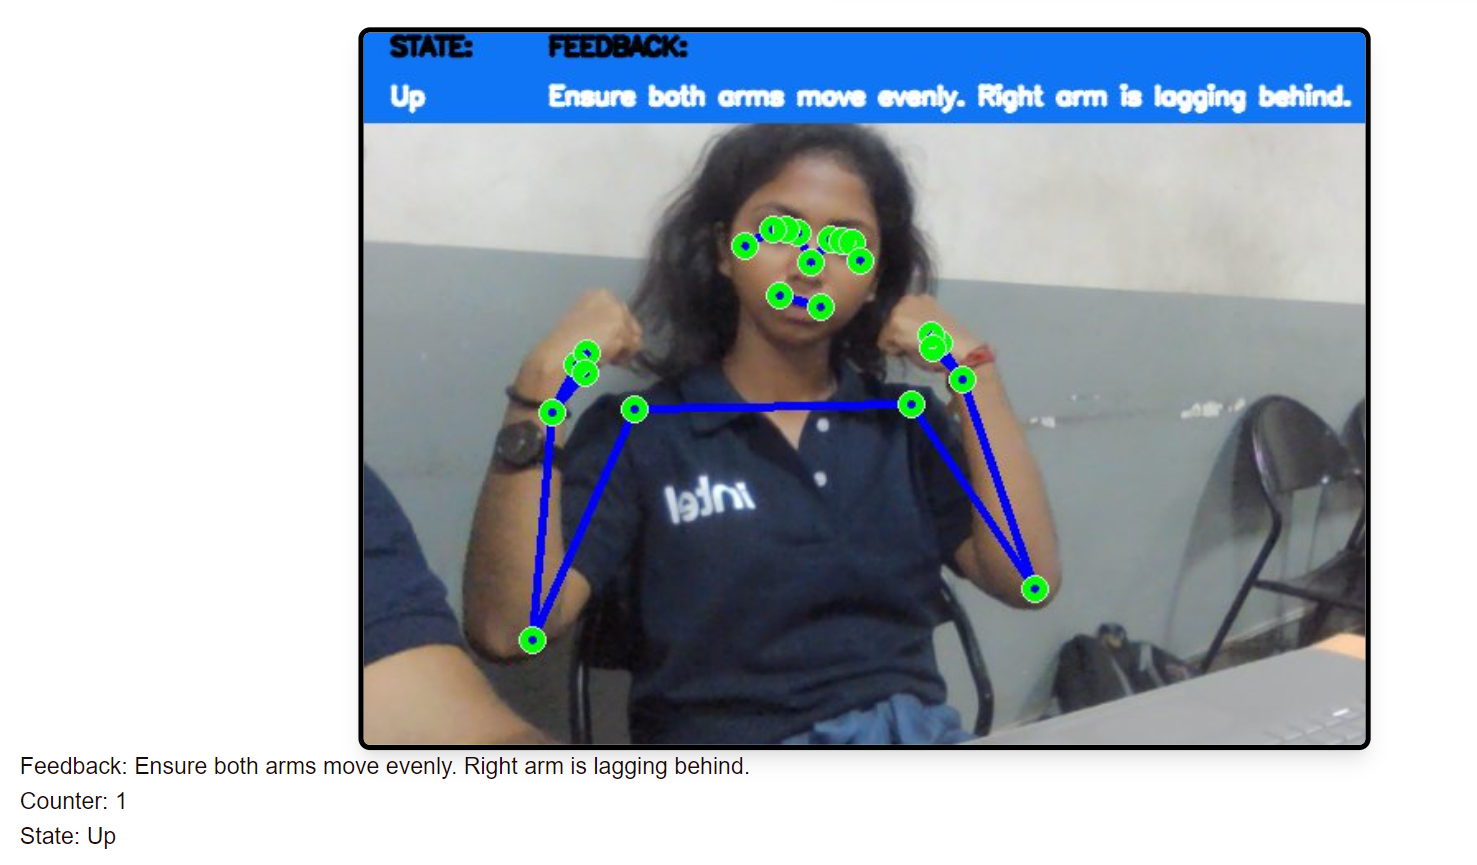 STATE: FEEDBACK:
Up Ensure both arms move evenly. Right arm is lagging behind.
intel
Feedback: Ensure both arms move evenly. Right arm is lagging behind.
Counter: 1
State: Up